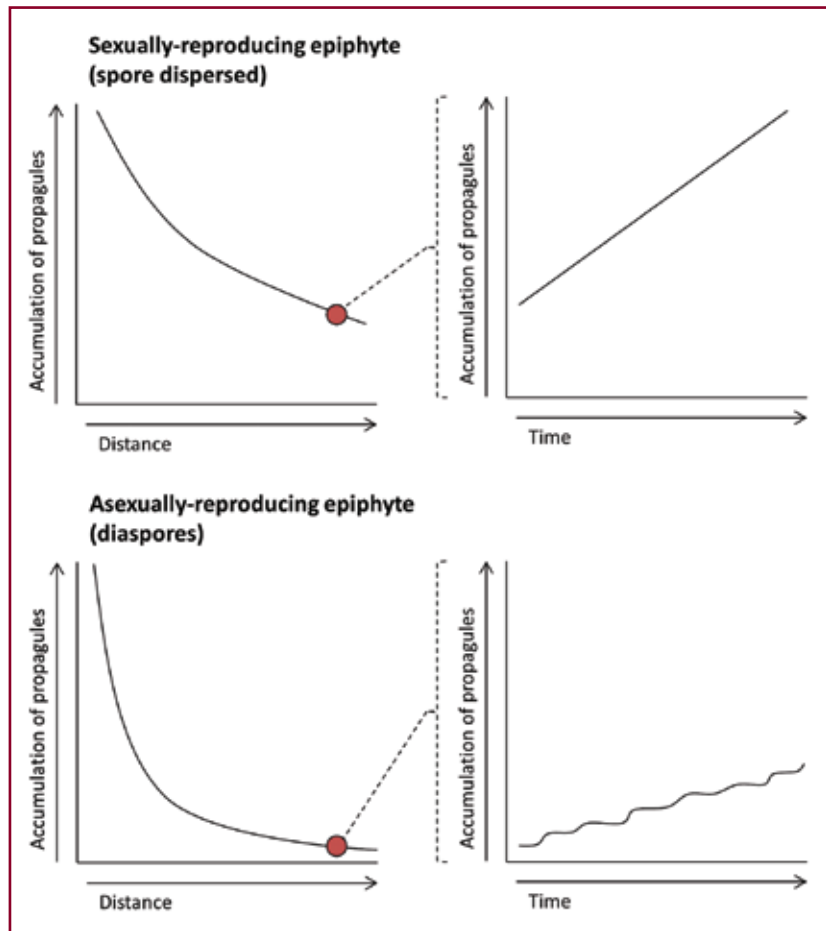 Sexually-reproducing epiphyte
(spore dispersed)
Accumulation of propagules
Distance
Accumulation of propagules
Time
Asexually-reproducing epiphyte
(diaspores)
Accumulation of propagules
Distance
Accumulation of propagules
Time